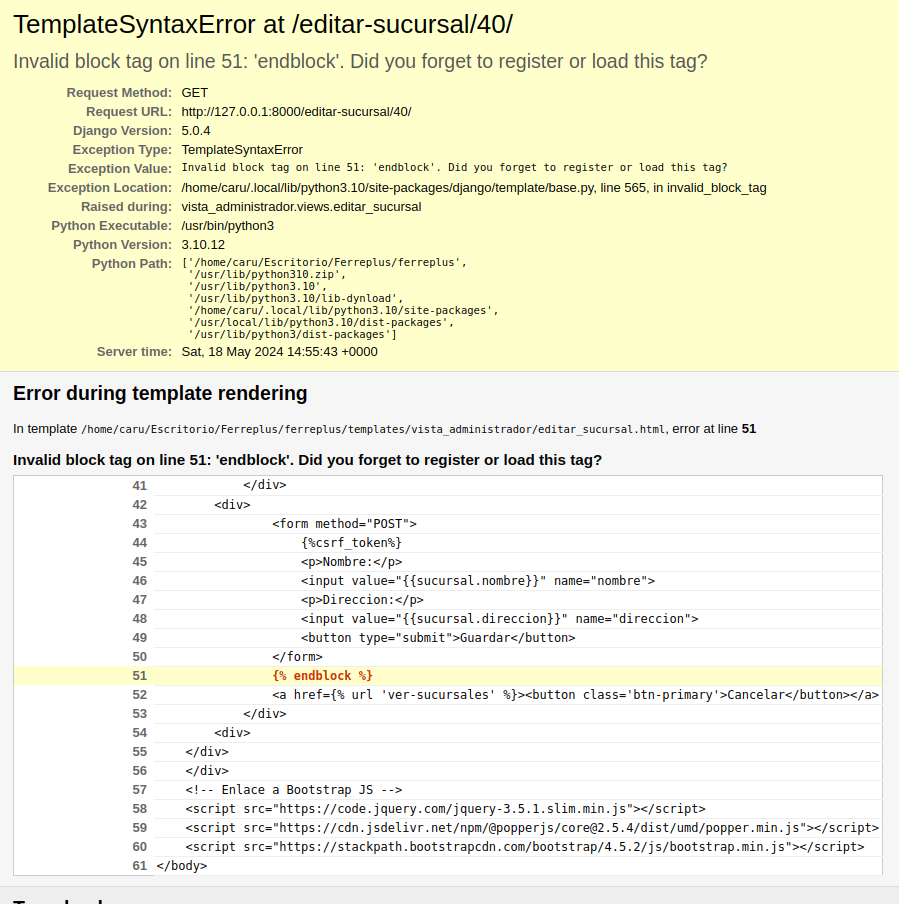 TemplateSyntaxError at /editar-sucursal/40/
Invalid block tag on line 51: 'endblock'. Did you forget to register or load this tag?
Request Method: GET
Request URL: http://127.0.0.1:8000/editar-sucursal/40/
Django Version: 5.0.4
Exception Type: TemplateSyntaxError
Exception Value: Invalid block tag on line 51: 'endblock'. Did you forget to register or load this tag?
Exception Location: /home/caru/.local/lib/python3.10/site-packages/django/template/base.py, line 565, in invalid_block_tag
Raised during: vista_administrador.views.editar_sucursal
Python Executable: /usr/bin/python3
Python Version: 3.10.12
Python Path: ['/home/caru/Escritorio/Ferreplus/ferreplus',
'/usr/lib/python310.zip',
'/usr/lib/python3.10',
'/usr/lib/python3.10/lib-dynload',
'/home/caru/.local/lib/python3.10/site-packages',
'/usr/local/lib/python3.10/dist-packages',
'/usr/lib/python3/dist-packages']
Server time: Sat, 18 May 2024 14:55:43 +0000
Error during template rendering
In template /home/caru/Escritorio/Ferreplus/ferreplus/templates/vista_administrador/editar_sucursal.html, error at line 51
Invalid block tag on line 51: 'endblock'. Did you forget to register or load this tag?
41 </div>
42 <div>
43 <form method="POST">
44 {%csrf_token%}
45 <p>Nombre:</p>
46 <input value="{{sucursal.nombre}}" name="nombre">
47 <p>Direccion:</p>
48 <input value="{{sucursal.direccion}}" name="direccion">
49 <button type="submit">Guardar</button>
50 </form>
51 {% endblock %}
52 <a href={% url 'ver-sucursales' %}><button class='btn-primary'>Cancelar</button></a>
53 </div>
54 <div>
55 </div>
56 </div>
57 <!-- Enlace a Bootstrap JS -->
58 <script src="https://code.jquery.com/jquery-3.5.1.slim.min.js"></script>
59 <script src="https://cdn.jsdelivr.net/npm/@popperjs/core@2.5.4/dist/umd/popper.min.js"></script>
60 <script src="https://stackpath.bootstrapcdn.com/bootstrap/4.5.2/js/bootstrap.min.js"></script>
61 </body>